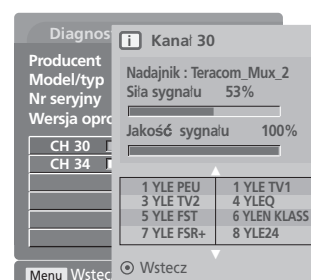 Diagnos
i Kanał 30
Producent
Model/typ
Nr seryjny
Wersja opro
Nadajnik : Teracom_Mux_2
Siła sygnału 53%
Jakość sygnału 100%
CH 30
CH 34
1 YLE PEU 1 YLE TV1
3 YLE TV2 4 YLEQ
5 YLE FST 6 YLEN KLASS
7 YLE FSR+ 8 YLE24
Menu Wstec
Wstecz